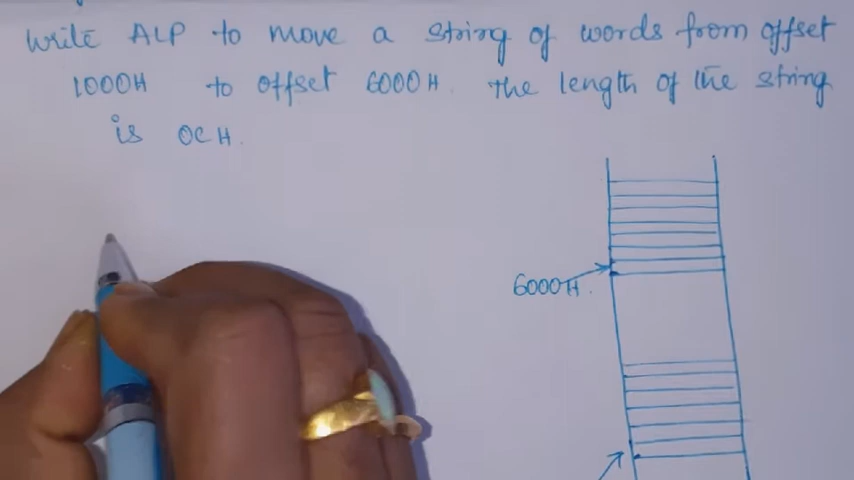 Write ALP to move a string of words from offset
1000H to offset 6000H. The length of the string
is 0CH.
6000H.